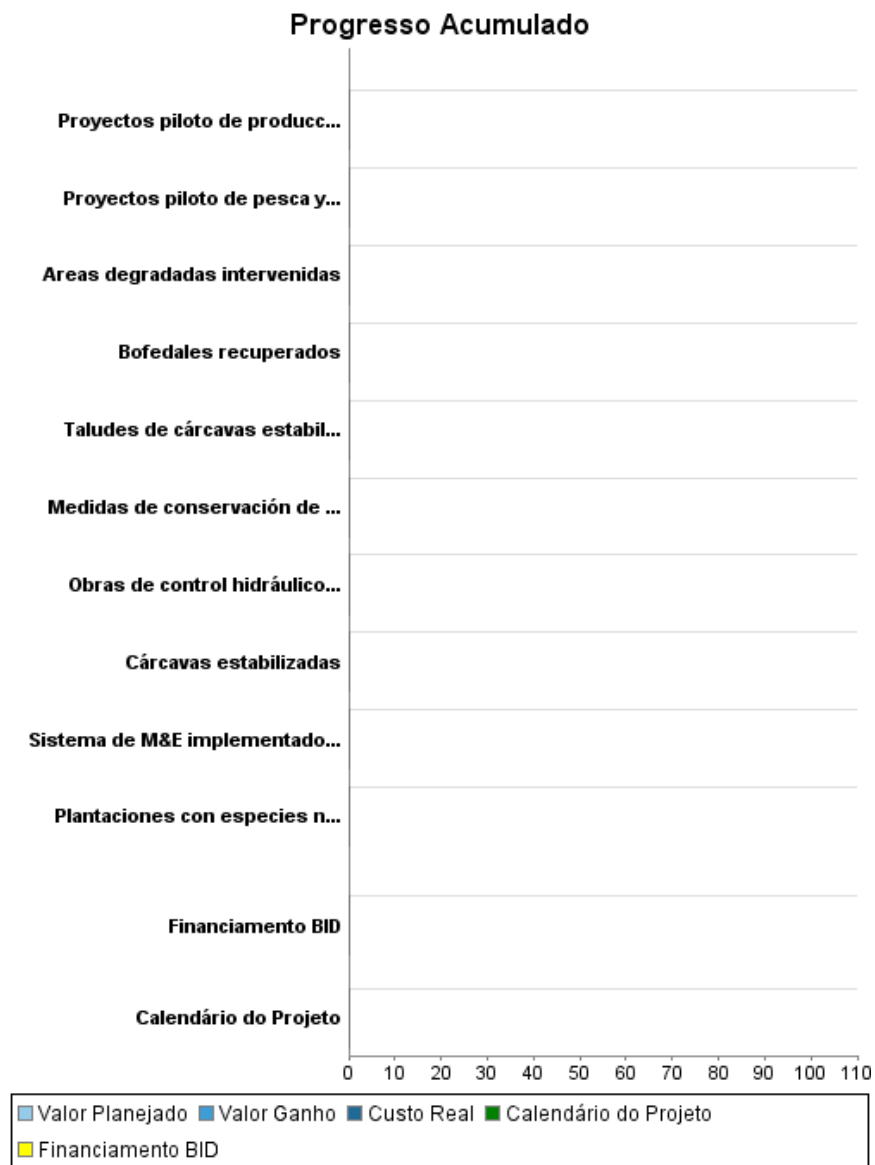 Progresso Acumulado
Proyectos piloto de producc...
Proyectos piloto de pesca y...
Areas degradadas intervenidas
Bofedales recuperados
Taludes de cárcavas estabil...
Medidas de conservación de ...
Obras de control hidráulico...
Cárcavas estabilizadas
Sistema de M&E implementado...
Plantaciones con especies n...
Financiamento BID
Calendário do Projeto
0 10 20 30 40 50 60 70 80 90 100 110
Valor Planejado Valor Ganho Custo Real Calendário do Projeto
Financiamento BID